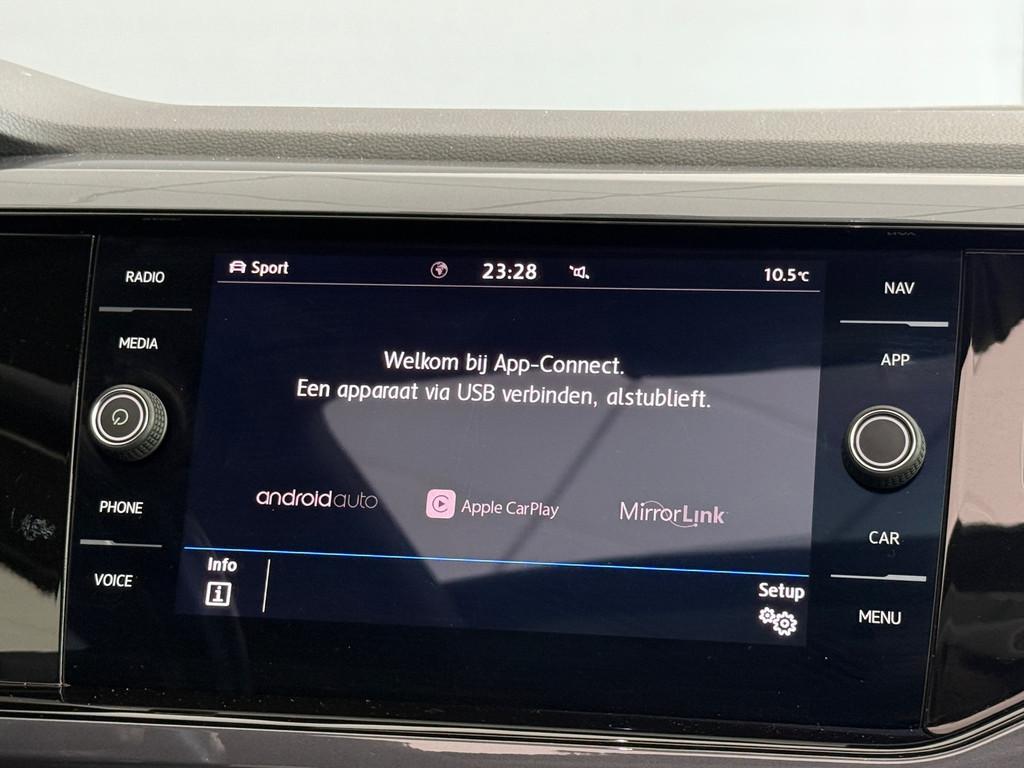 RADIO
MEDIA
PHONE
VOICE
Sport
23:28
10.5°C
Welkom bij App-Connect.
Een apparaat via USB verbinden, alstublieft.
androidauto
Apple CarPlay
MirrorLink
Info
i
Setup
NAV
APP
CAR
MENU